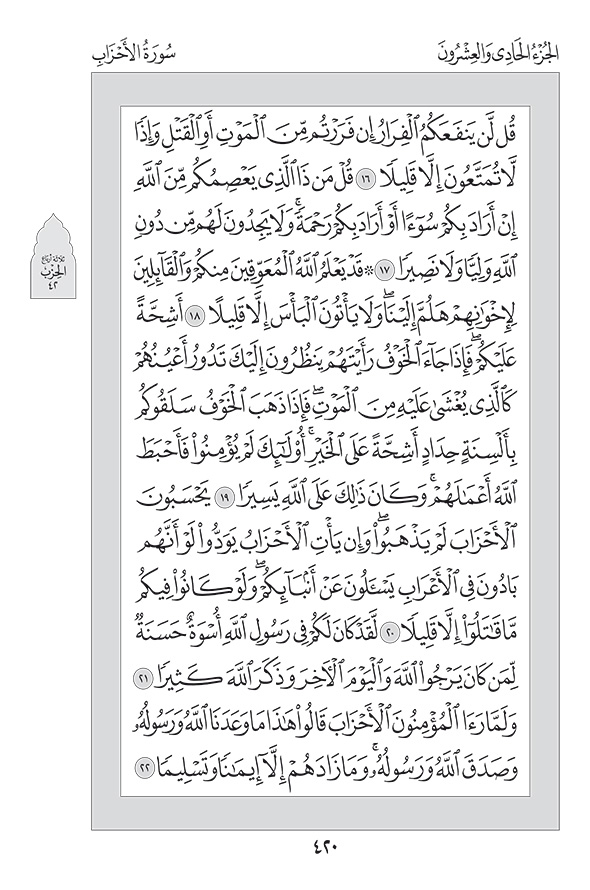 الجُزْءُ الحَادِى وَالعِشْرُونَ
سُورَةُ الأَحْزَابِ
قُل لَّن يَنفَعَكُمُ ٱلْفِرَارُ إِن فَرَرْتُم مِّنَ ٱلْمَوْتِ أَوِ ٱلْقَتْلِ وَإِذًا
لَّا تُمَتَّعُونَ إِلَّا قَلِيلًا ١٦ قُلْ مَن ذَا ٱلَّذِى يَعْصِمُكُم مِّنَ ٱللَّهِ
إِنْ أَرَادَ بِكُمْ سُوٓءًا أَوْ أَرَادَ بِكُمْ رَحْمَةً ۚ وَلَا يَجِدُونَ لَهُم مِّن دُونِ
ٱللَّهِ وَلِيًّا وَلَا نَصِيرًا ١٧ ۞ قَدْ يَعْلَمُ ٱللَّهُ ٱلْمُعَوِّقِينَ مِنكُمْ وَٱلْقَآئِلِينَ
لِإِخْوَٰنِهِمْ هَلُمَّ إِلَيْنَا ۖ وَلَا يَأْتُونَ ٱلْبَأْسَ إِلَّا قَلِيلًا ١٨ أَشِحَّةً
عَلَيْكُمْ ۖ فَإِذَا جَآءَ ٱلْخَوْفُ رَأَيْتَهُمْ يَنظُرُونَ إِلَيْكَ تَدُورُ أَعْيُنُهُمْ
كَٱلَّذِى يُغْشَىٰ عَلَيْهِ مِنَ ٱلْمَوْتِ ۖ فَإِذَا ذَهَبَ ٱلْخَوْفُ سَلَقُوكُم
بِأَلْسِنَةٍ حِدَادٍ أَشِحَّةً عَلَى ٱلْخَيْرِ ۚ أُو۟لَٰٓئِكَ لَمْ يُؤْمِنُوا۟ فَأَحْبَطَ
ٱللَّهُ أَعْمَٰلَهُمْ ۚ وَكَانَ ذَٰلِكَ عَلَى ٱللَّهِ يَسِيرًا ١٩ يَحْسَبُونَ
ٱلْأَحْزَابَ لَمْ يَذْهَبُوا۟ ۖ وَإِن يَأْتِ ٱلْأَحْزَابُ يَوَدُّوا۟ لَوْ أَنَّهُم
بَادُونَ فِى ٱلْأَعْرَابِ يَسْـَٔلُونَ عَنْ أَنۢبَآئِكُمْ ۖ وَلَوْ كَانُوا۟ فِيكُم
مَّا قَٰتَلُوٓا۟ إِلَّا قَلِيلًا ٢٠ لَّقَدْ كَانَ لَكُمْ فِى رَسُولِ ٱللَّهِ أُسْوَةٌ حَسَنَةٌ
لِّمَن كَانَ يَرْجُوا۟ ٱللَّهَ وَٱلْيَوْمَ ٱلْـَٔاخِرَ وَذَكَرَ ٱللَّهَ كَثِيرًا ٢١
وَلَمَّا رَءَا ٱلْمُؤْمِنُونَ ٱلْأَحْزَابَ قَالُوا۟ هَٰذَا مَا وَعَدَنَا ٱللَّهُ وَرَسُولُهُۥ
وَصَدَقَ ٱللَّهُ وَرَسُولُهُۥ ۚ وَمَا زَادَهُمْ إِلَّآ إِيمَٰنًا وَتَسْلِيمًا ٢٢
ثلاثة أرباع
الحزب
٤٢
٤٢٠